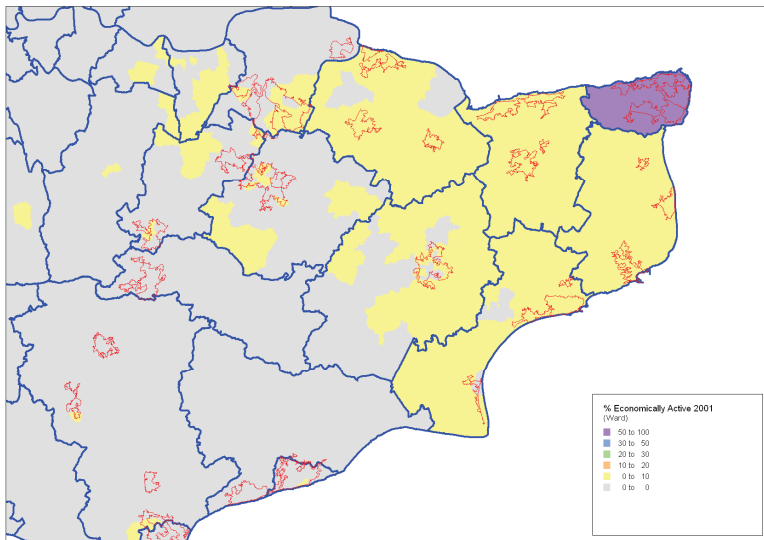 % Economically Active 2001
(Ward)
50 to 100
30 to 50
20 to 30
10 to 20
0 to 10
0 to 0